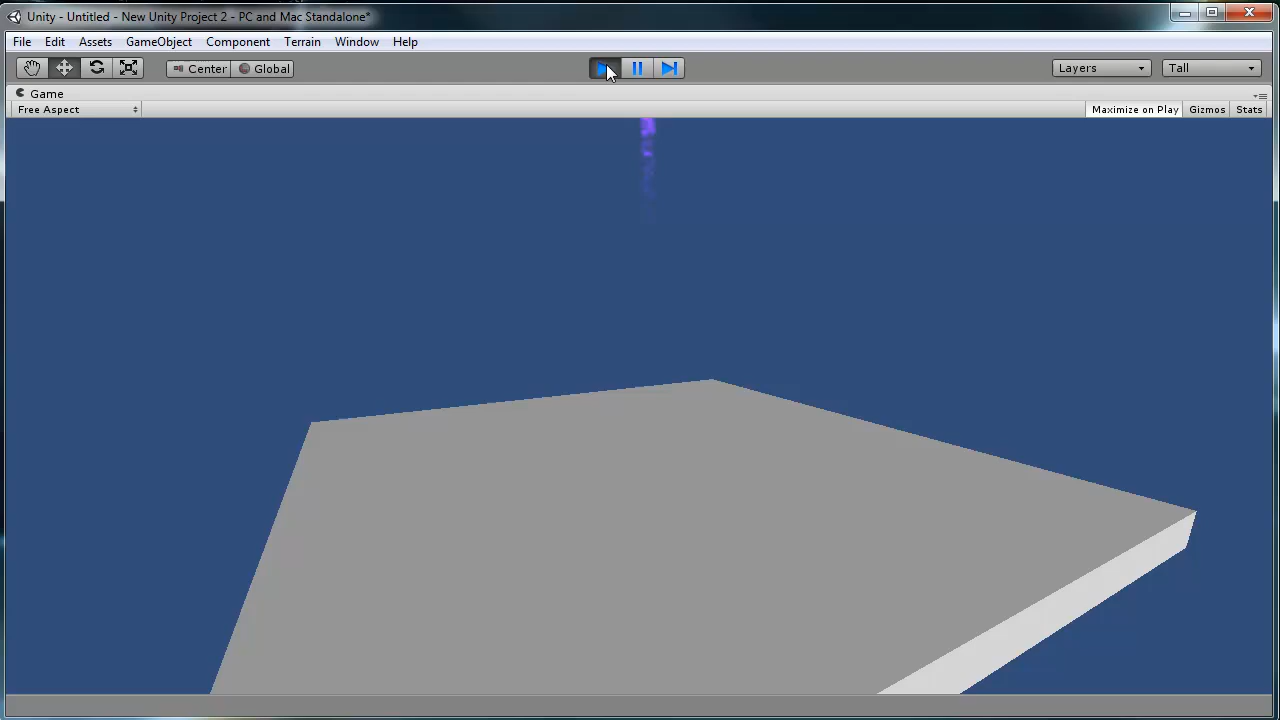 Unity - Untitled - New Unity Project 2 - PC and Mac Standalone*
File Edit Assets GameObject Component Terrain Window Help
Center Global Layers Tall
Game
Free Aspect Maximize on Play Gizmos Stats